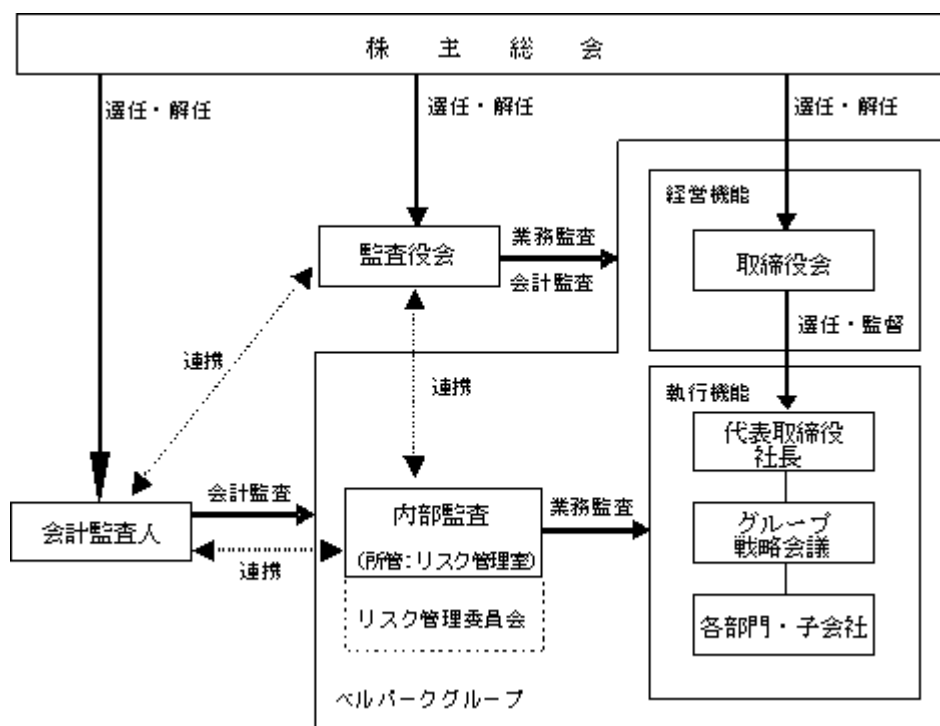 株主総会
選任・解任
選任・解任
選任・解任
経営機能
監査役会
業務監査
会計監査
取締役会
選任・監督
連携
連携
執行機能
代表取締役
社長
会計監査人
会計監査
内部監査
(所管:リスク管理室)
業務監査
グループ
戦略会議
連携
リスク管理委員会
各部門・子会社
ベルパークグループ